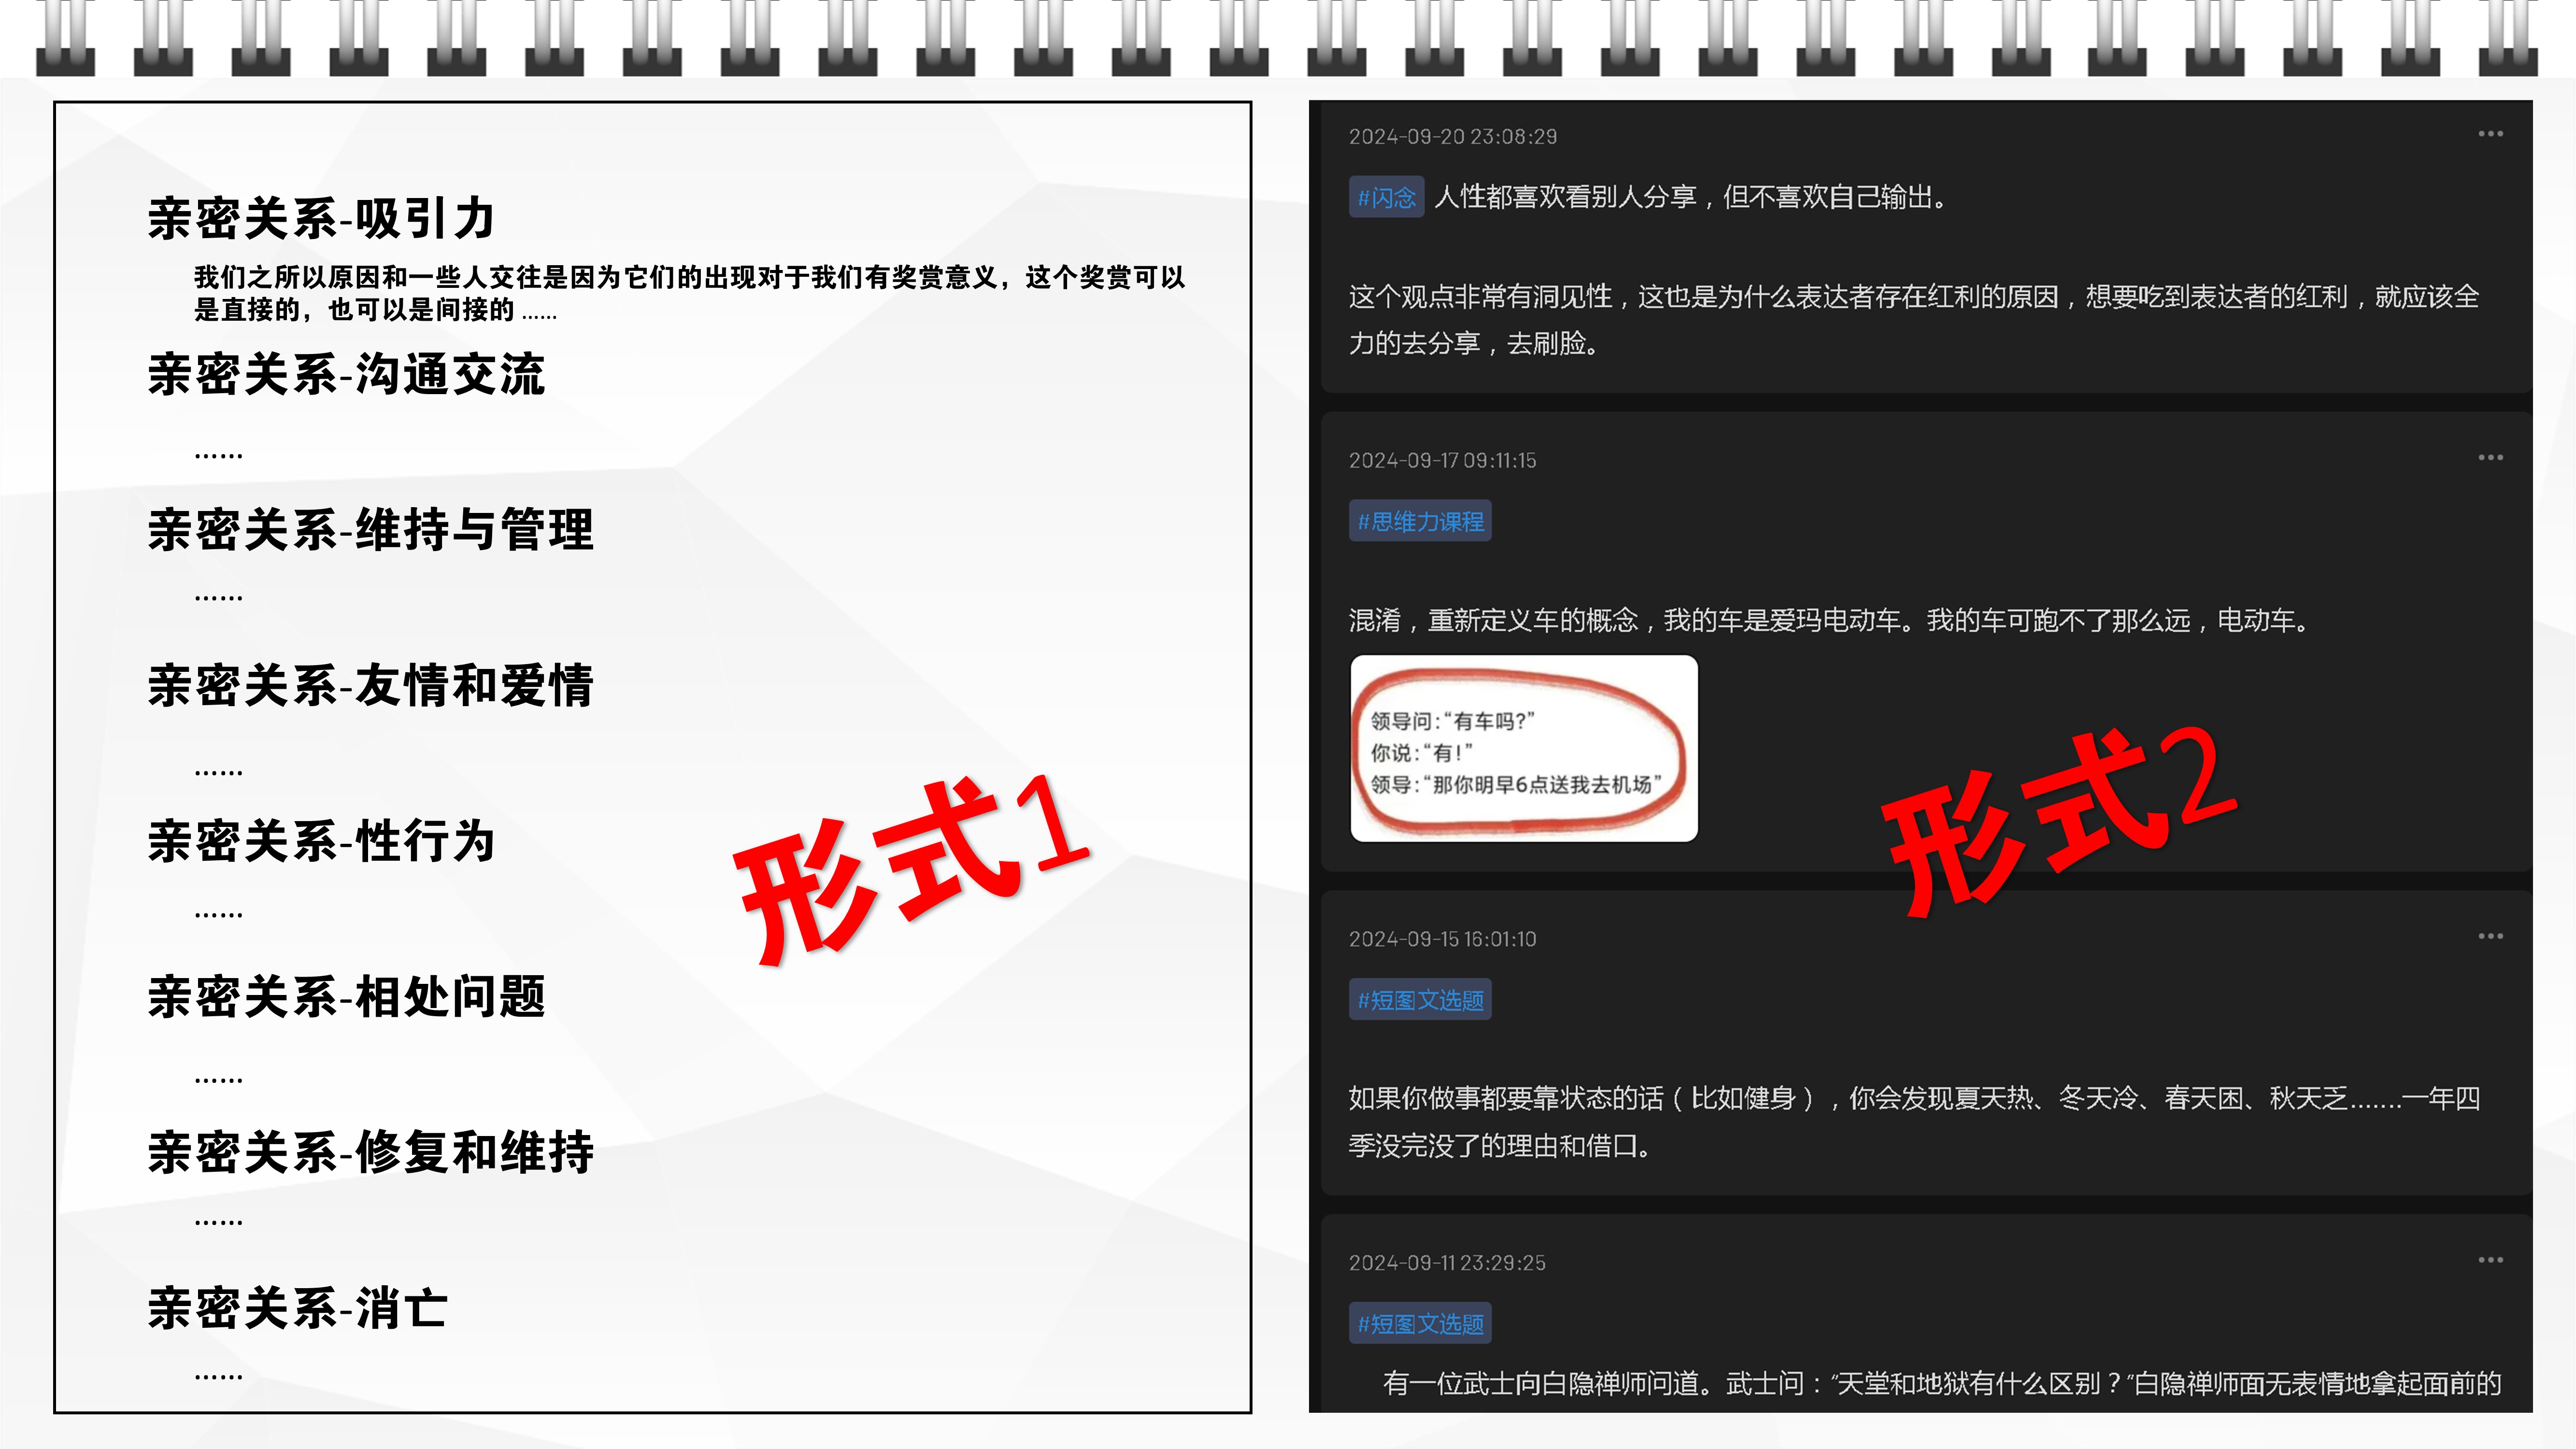 亲密关系-吸引力
我们之所以原因和一些人交往是因为它们的出现对于我们有奖赏意义，这个奖赏可以
是直接的，也可以是间接的......
亲密关系-沟通交流
......
亲密关系-维持与管理
......
亲密关系-友情和爱情
......
亲密关系-性行为
......
亲密关系-相处问题
......
亲密关系-修复和维持
......
亲密关系-消亡
......
形式1
2024-09-20 23:08:29
#闪念 人性都喜欢看别人分享，但不喜欢自己输出。
这个观点非常有洞见性，这也是为什么表达者存在红利的原因，想要吃到表达者的红利，就应该全
力的去分享，去刷脸。
2024-09-17 09:11:15
#思维力课程
混淆，重新定义车的概念，我的车是爱玛电动车。我的车可跑不了那么远，电动车。
领导问：“有车吗？”
你说：“有！”
领导：“那你明早6点送我去机场”
形式2
2024-09-15 16:01:10
#短图文选题
如果你做事都要靠状态的话（比如健身），你会发现夏天热、冬天冷、春天困、秋天乏.......一年四
季没完没了的理由和借口。
2024-09-11 23:29:25
#短图文选题
有一位武士向白隐禅师问道。武士问：“天堂和地狱有什么区别？”白隐禅师面无表情地拿起面前的